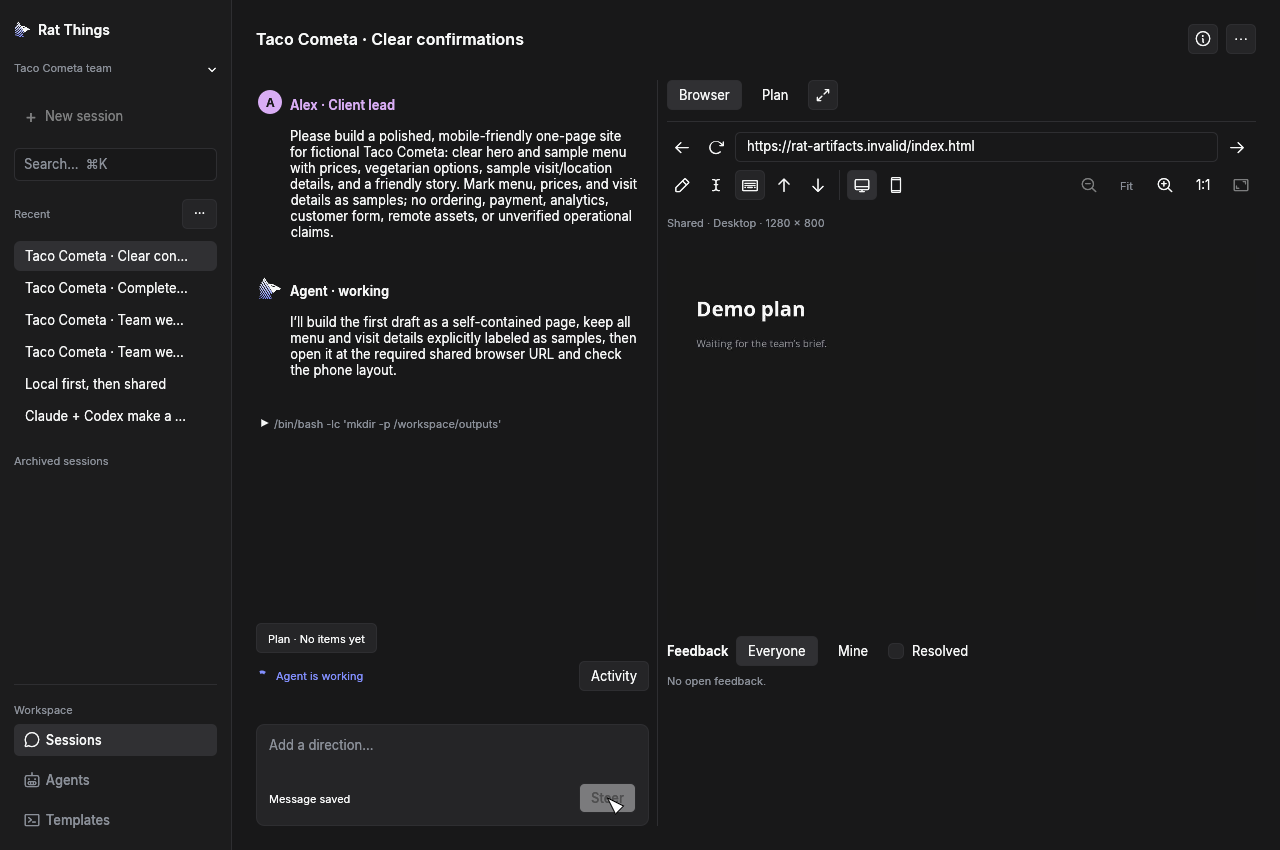 Rat Things
Taco Cometa team
+ New session
Search... ⌘K
Recent
...
Taco Cometa · Clear con...
Taco Cometa · Complete...
Taco Cometa · Team we...
Taco Cometa · Team we...
Local first, then shared
Claude + Codex make a ...
Archived sessions
Workspace
Sessions
Agents
Templates
Taco Cometa · Clear confirmations
...
A
Alex · Client lead
Please build a polished, mobile-friendly one-page site
for fictional Taco Cometa: clear hero and sample menu
with prices, vegetarian options, sample visit/location
details, and a friendly story. Mark menu, prices, and visit
details as samples; no ordering, payment, analytics,
customer form, remote assets, or unverified operational
claims.
Agent · working
I'll build the first draft as a self-contained page, keep all
menu and visit details explicitly labeled as samples, then
open it at the required shared browser URL and check
the phone layout.
/bin/bash -lc 'mkdir -p /workspace/outputs'
Plan · No items yet
Agent is working
Activity
Add a direction...
Message saved
Steer
Browser
Plan
https://rat-artifacts.invalid/index.html
Fit
1:1
Shared · Desktop · 1280 × 800
Demo plan
Waiting for the team's brief.
Feedback
Everyone
Mine
Resolved
No open feedback.